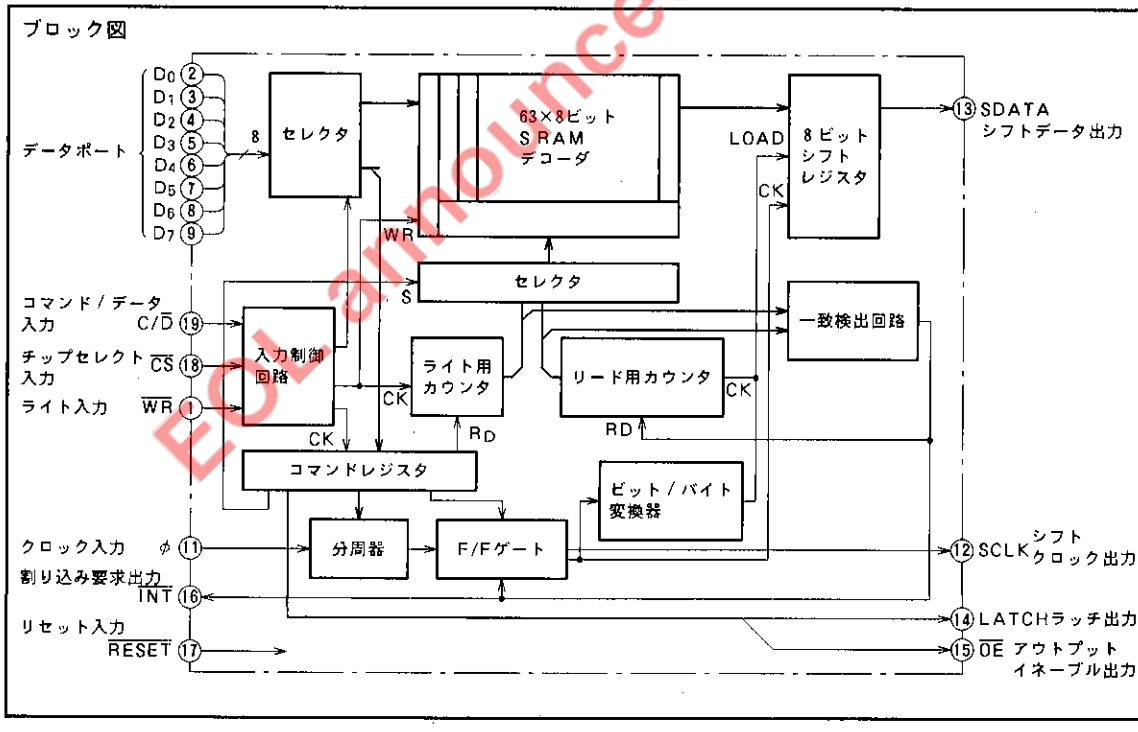 ブロック図
データポート
D0 2
D1 3
D2 4
D3 5
D4 6
D5 7
D6 8
D7 9
8
セレクタ
63×8ビット
SRAM
デコーダ
WR
LOAD
CK
8ビット
シフト
レジスタ
13 SDATA
シフトデータ出力
セレクタ
S
コマンド/データ
入力 C/D̅ 19
チップセレクト
入力 C̅S̅ 18
ライト入力 W̅R̅ 1
入力制御
回路
CK
CK
ライト用
カウンタ
RD
リード用カウンタ
CK
RD
一致検出回路
コマンドレジスタ
ビット/バイト
変換器
クロック入力 φ 11
分周器
F/Fゲート
12 SCLK シフト
クロック出力
割り込み要求出力
I̅N̅T̅ 16
14 LATCHラッチ出力
リセット入力
R̅E̅S̅E̅T̅ 17
15 O̅E̅ アウトプット
イネーブル出力
EOL announce